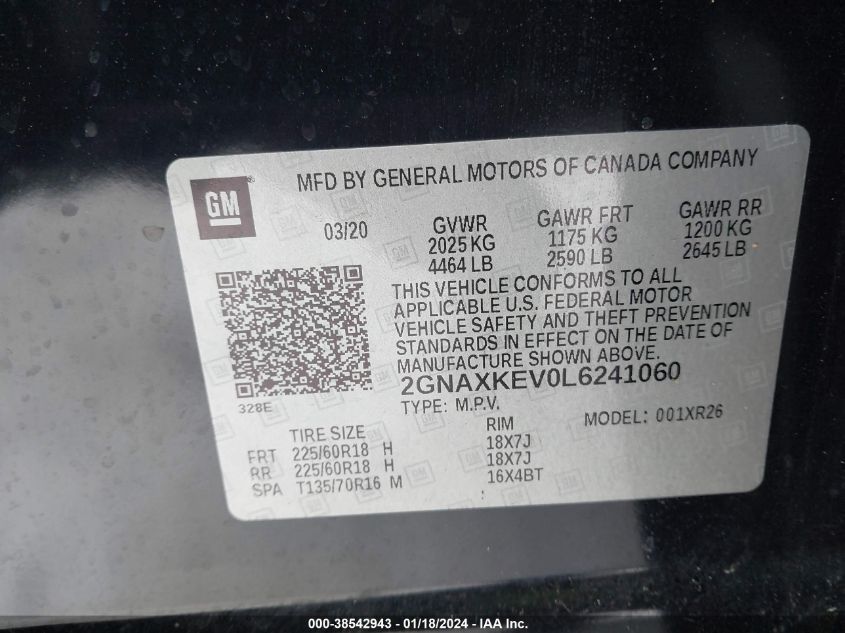 GM
MFD BY GENERAL MOTORS OF CANADA COMPANY
03/20
GVWR GAWR FRT GAWR RR
2025 KG 1175 KG 1200 KG
4464 LB 2590 LB 2645 LB
THIS VEHICLE CONFORMS TO ALL
APPLICABLE U.S. FEDERAL MOTOR
VEHICLE SAFETY AND THEFT PREVENTION
STANDARDS IN EFFECT ON THE DATE OF
MANUFACTURE SHOWN ABOVE.
2GNAXKEV0L6241060
328E
TYPE: M.P.V.
MODEL: 001XR26
TIRE SIZE RIM
FRT 225/60R18 H 18X7J
RR 225/60R18 H 18X7J
SPA T135/70R16 M 16X4BT
000-38542943 - 01/18/2024 - IAA Inc.